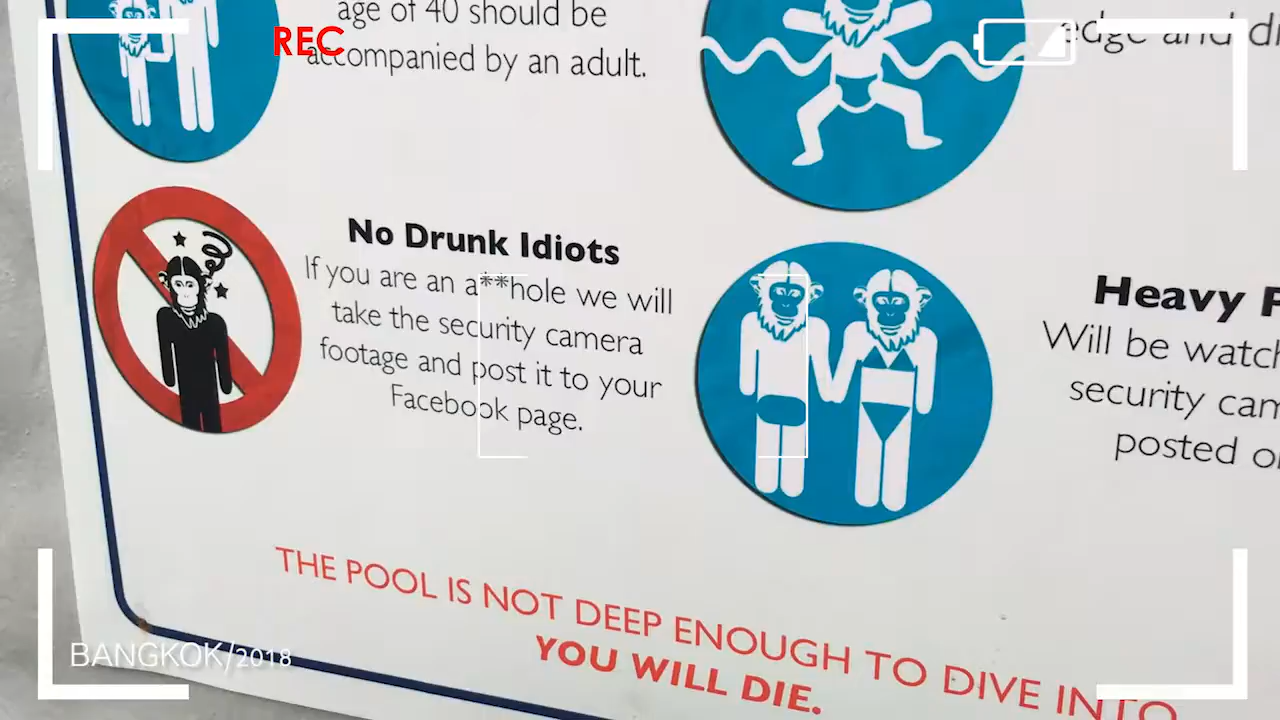 REC
age of 40 should be
accompanied by an adult.
edge and
No Drunk Idiots
If you are an a**hole we will
take the security camera
footage and post it to your
Facebook page.
Heavy
Will be
security
posted
THE POOL IS NOT DEEP ENOUGH TO DIVE INTO
YOU WILL DIE.
BANGKOK/2018